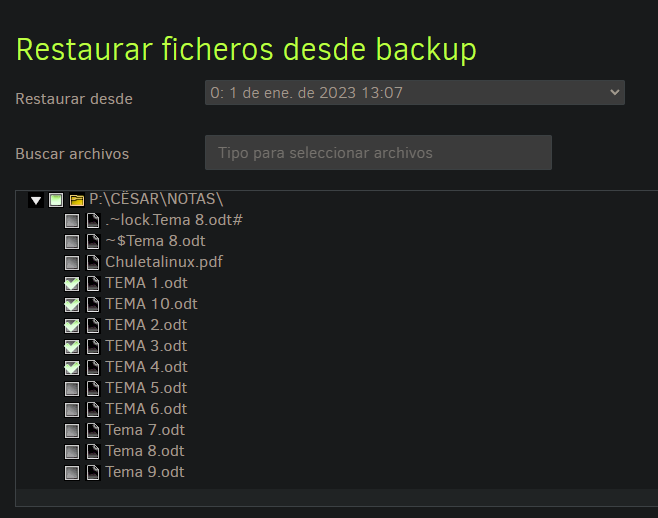 Restaurar ficheros desde backup
Restaurar desde
0: 1 de ene. de 2023 13:07
Buscar archivos
Tipo para seleccionar archivos
P:\CËSAR\NOTAS\
.~lock.Tema 8.odt#
~$Tema 8.odt
Chuletalinux.pdf
TEMA 1.odt
TEMA 10.odt
TEMA 2.odt
TEMA 3.odt
TEMA 4.odt
TEMA 5.odt
TEMA 6.odt
Tema 7.odt
Tema 8.odt
Tema 9.odt